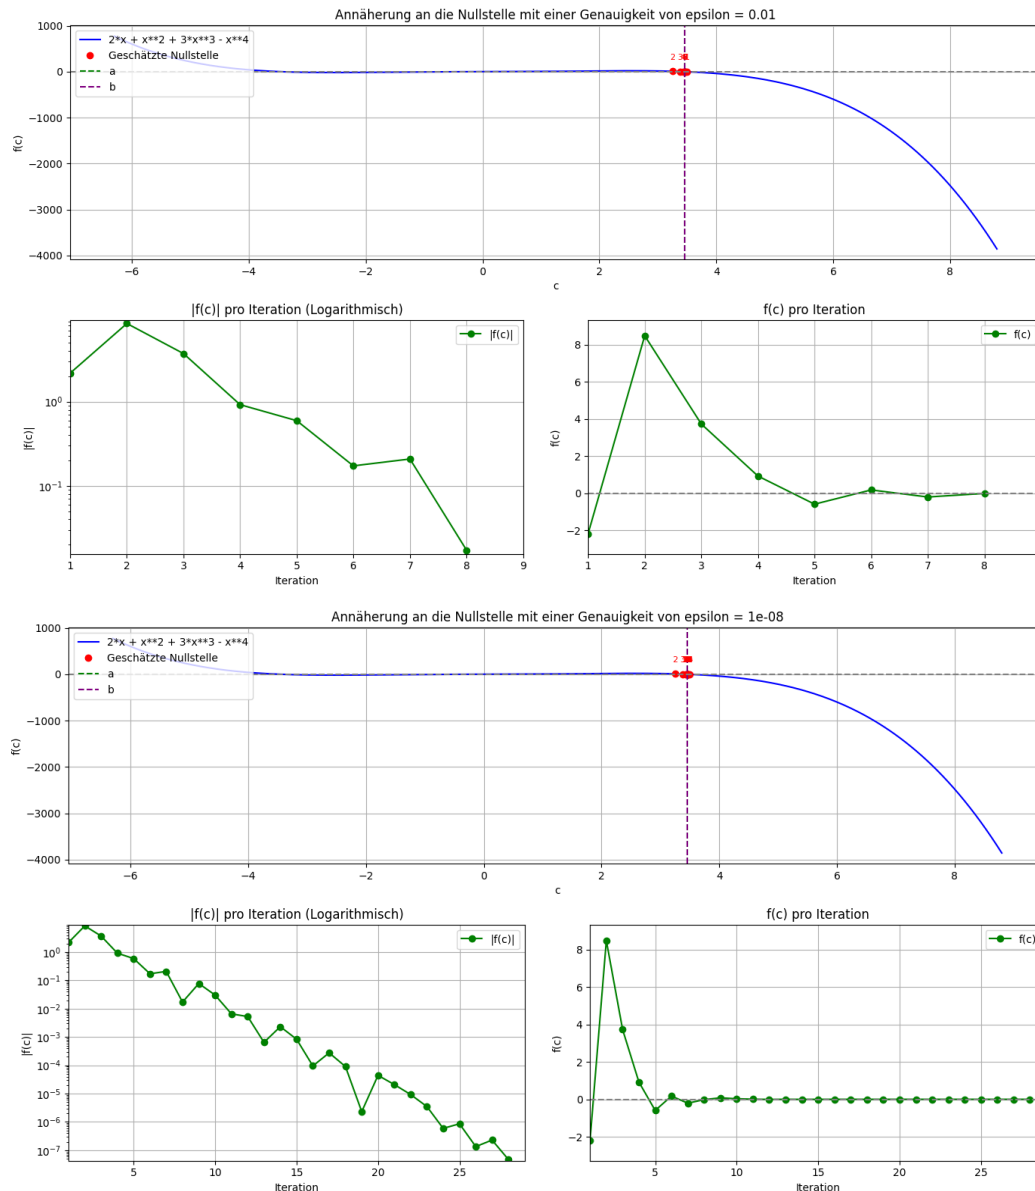 Annäherung an die Nullstelle mit einer Genauigkeit von epsilon = 0.01
1000
0
−1000
−2000
−3000
−4000
f(c)
2*x + x**2 + 3*x**3 - x**4
Geschätzte Nullstelle
a
b
2
−6
−4
−2
0
2
4
6
8
c
|f(c)| pro Iteration (Logarithmisch)
|f(c)|
10⁰
10⁻¹
|f(c)|
1
2
3
4
5
6
7
8
9
Iteration
f(c) pro Iteration
f(c)
8
6
4
2
0
−2
f(c)
1
2
3
4
5
6
7
8
Iteration
Annäherung an die Nullstelle mit einer Genauigkeit von epsilon = 1e-08
1000
0
−1000
−2000
−3000
−4000
f(c)
2*x + x**2 + 3*x**3 - x**4
Geschätzte Nullstelle
a
b
2
−6
−4
−2
0
2
4
6
8
c
|f(c)| pro Iteration (Logarithmisch)
|f(c)|
10⁰
10⁻¹
10⁻²
10⁻³
10⁻⁴
10⁻⁵
10⁻⁶
10⁻⁷
|f(c)|
5
10
15
20
25
Iteration
f(c) pro Iteration
f(c)
8
6
4
2
0
−2
f(c)
5
10
15
20
25
Iteration